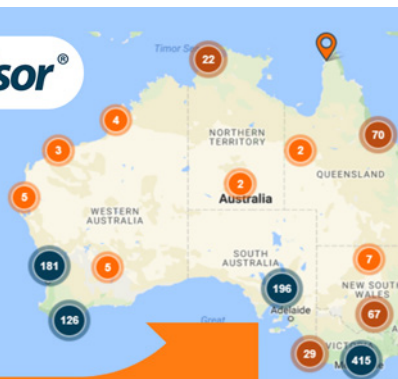 sor®
Timor Sea
22
4
NORTHERN
TERRITORY
70
3
2
QUEENSLAND
2
Australia
5
WESTERN
AUSTRALIA
SOUTH
AUSTRALIA
7
181
5
196
NEW SOUTH
WALES
Adelaide
67
126
Great
VICTORIA
29
415